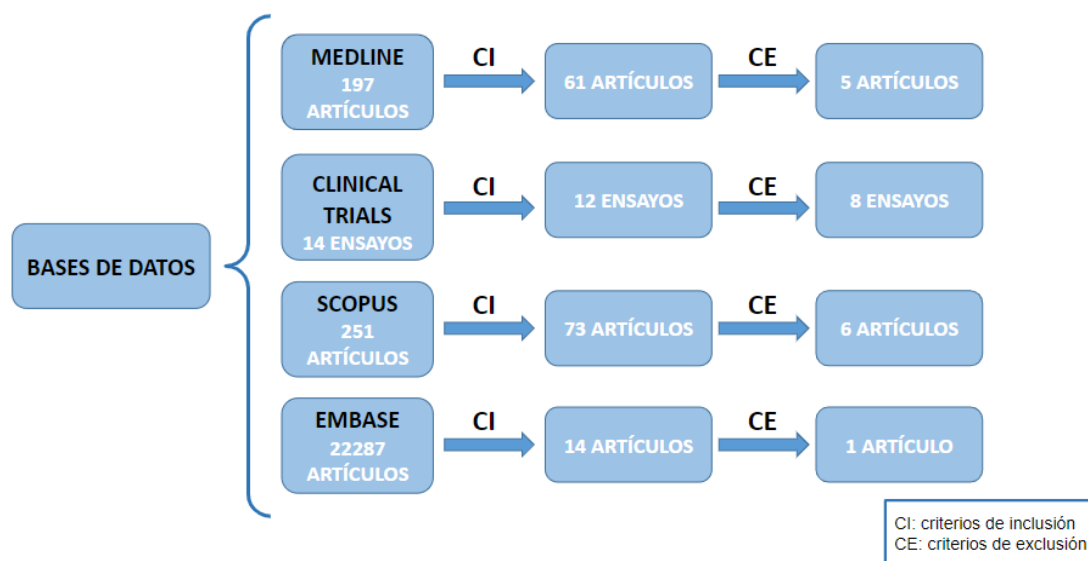 BASES DE DATOS
MEDLINE
197
ARTÍCULOS
CI
61 ARTÍCULOS
CE
5 ARTÍCULOS
CLINICAL
TRIALS
14 ENSAYOS
CI
12 ENSAYOS
CE
8 ENSAYOS
SCOPUS
251
ARTÍCULOS
CI
73 ARTÍCULOS
CE
6 ARTÍCULOS
EMBASE
22287
ARTÍCULOS
CI
14 ARTÍCULOS
CE
1 ARTÍCULO
CI: criterios de inclusión
CE: criterios de exclusión